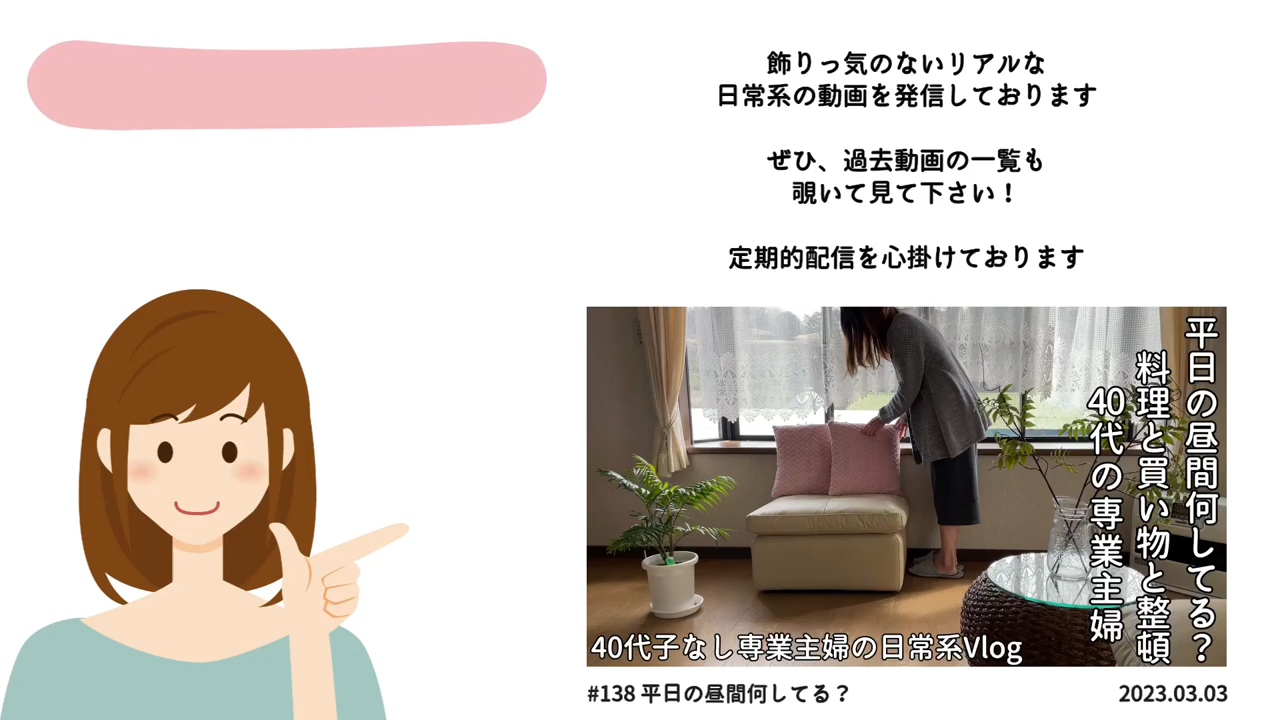 飾りっ気のないリアルな
日常系の動画を発信しております
ぜひ、過去動画の一覧も
覗いて見て下さい！
定期的配信を心掛けております
平日の昼間何してる？
料理と買い物と整頓
40代の専業主婦
40代子なし専業主婦の日常系Vlog
#138 平日の昼間何してる？
2023.03.03